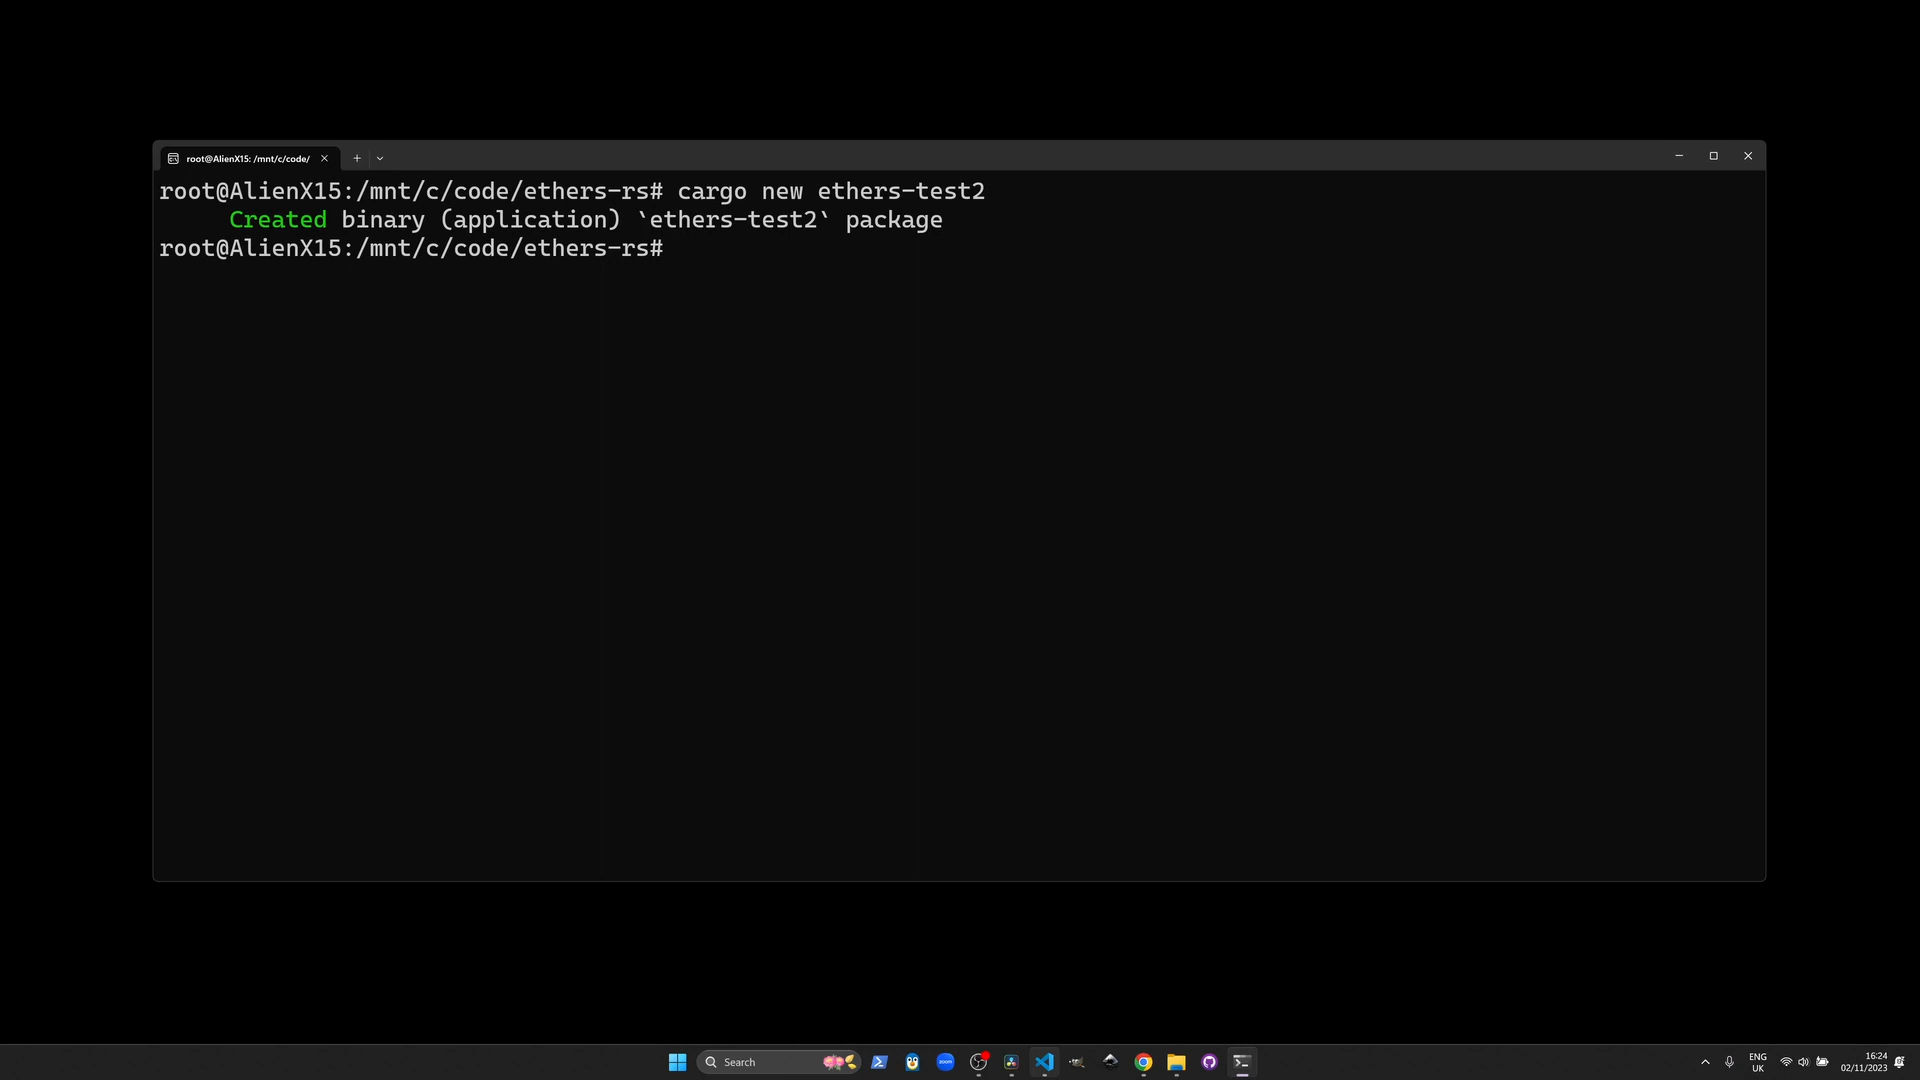 root@AlienX15: /mnt/c/code/
root@AlienX15:/mnt/c/code/ethers-rs# cargo new ethers-test2
Created binary (application) `ethers-test2` package
root@AlienX15:/mnt/c/code/ethers-rs#
Search
zoom
ENG
UK
16:24
02/11/2023